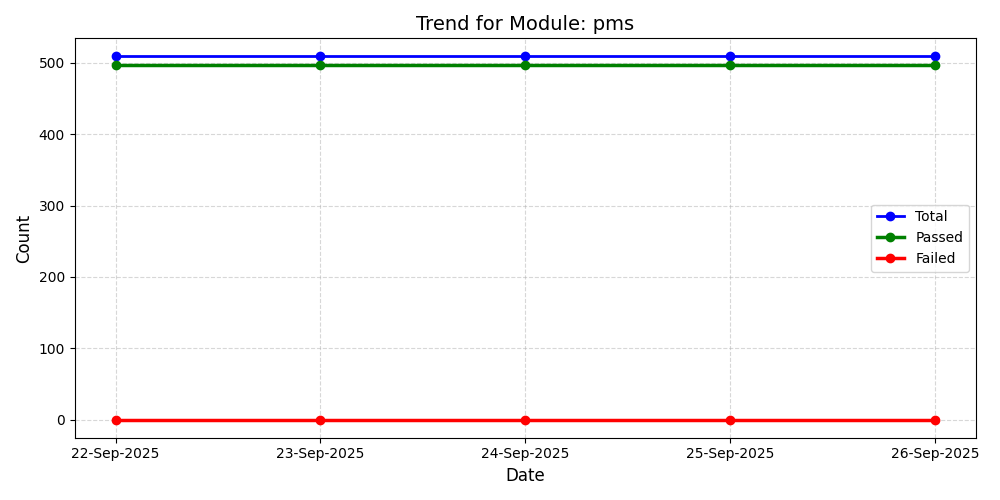 Trend for Module: pms
Count
500
400
300
200
100
0
Total
Passed
Failed
22-Sep-2025
23-Sep-2025
24-Sep-2025
25-Sep-2025
26-Sep-2025
Date